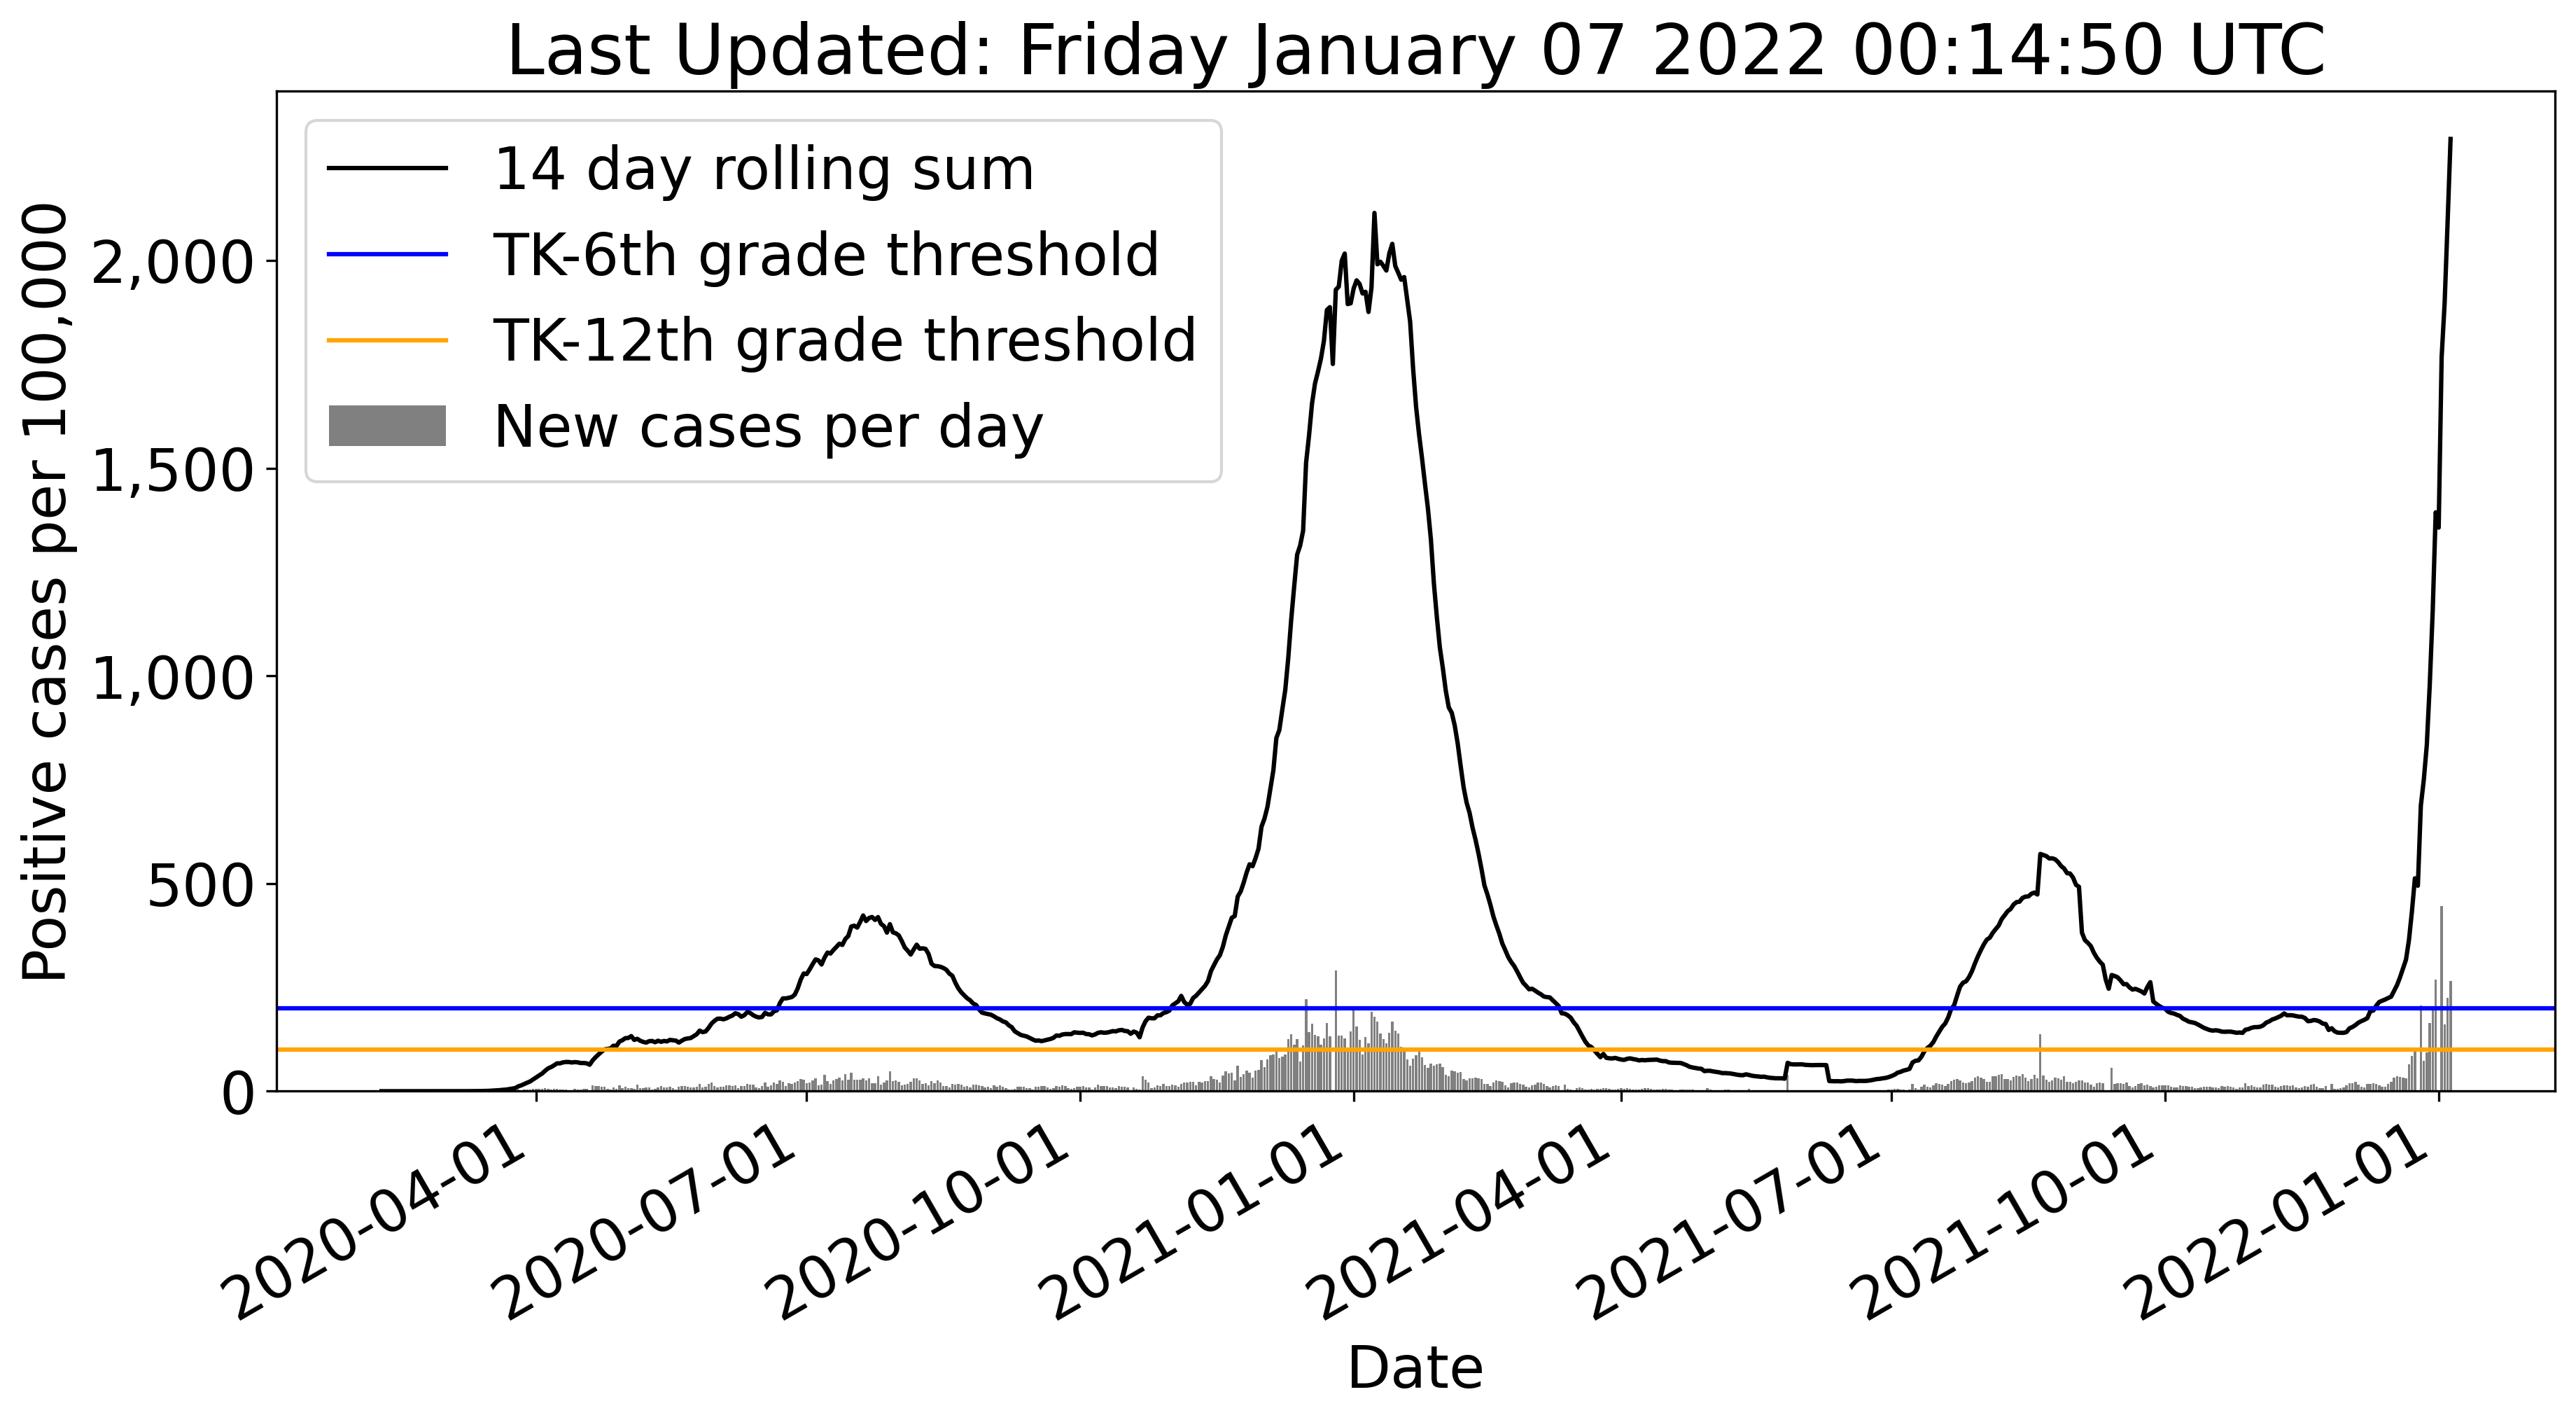 Last Updated: Friday January 07 2022 00:14:50 UTC
14 day rolling sum
TK-6th grade threshold
TK-12th grade threshold
New cases per day
Positive cases per 100,000
2,000
1,500
1,000
500
0
2020-04-01
2020-07-01
2020-10-01
2021-01-01
2021-04-01
2021-07-01
2021-10-01
2022-01-01
Date